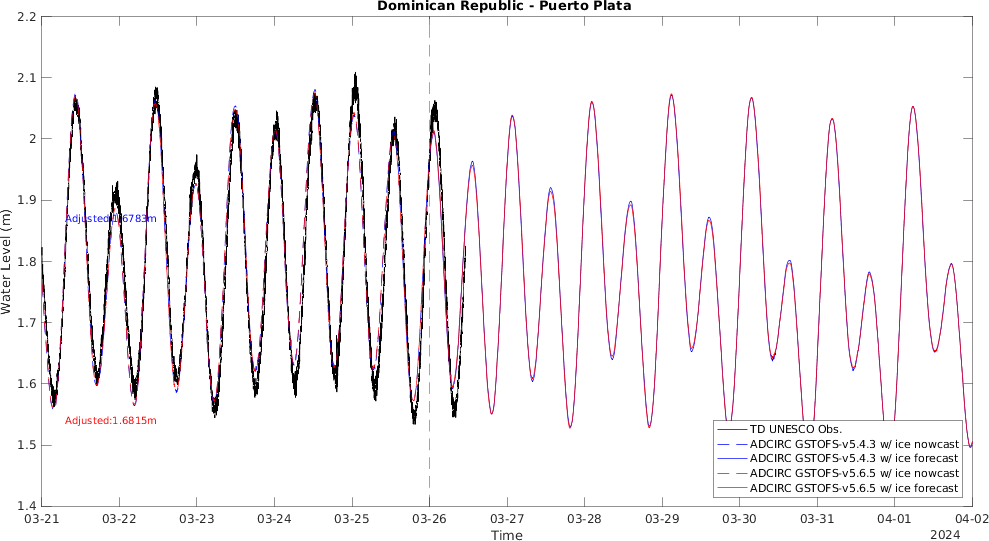 Dominican Republic - Puerto Plata
Water Level (m)
2.2
2.1
2
1.9
1.8
1.7
1.6
1.5
1.4
Adjusted:1.6783m
Adjusted:1.6815m
TD UNESCO Obs.
ADCIRC GSTOFS-v5.4.3 w/ ice nowcast
ADCIRC GSTOFS-v5.4.3 w/ ice forecast
ADCIRC GSTOFS-v5.6.5 w/ ice nowcast
ADCIRC GSTOFS-v5.6.5 w/ ice forecast
03-21 03-22 03-23 03-24 03-25 03-26 03-27 03-28 03-29 03-30 03-31 04-01 04-02
Time
2024